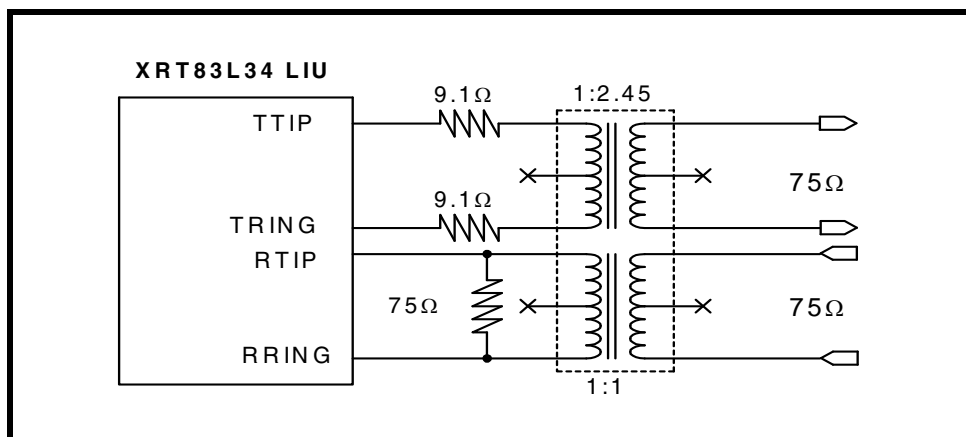 XRT83L34 LIU
9.1Ω
1:2.45
TTIP
75Ω
9.1Ω
TRING
RTIP
75Ω
75Ω
RRING
1:1